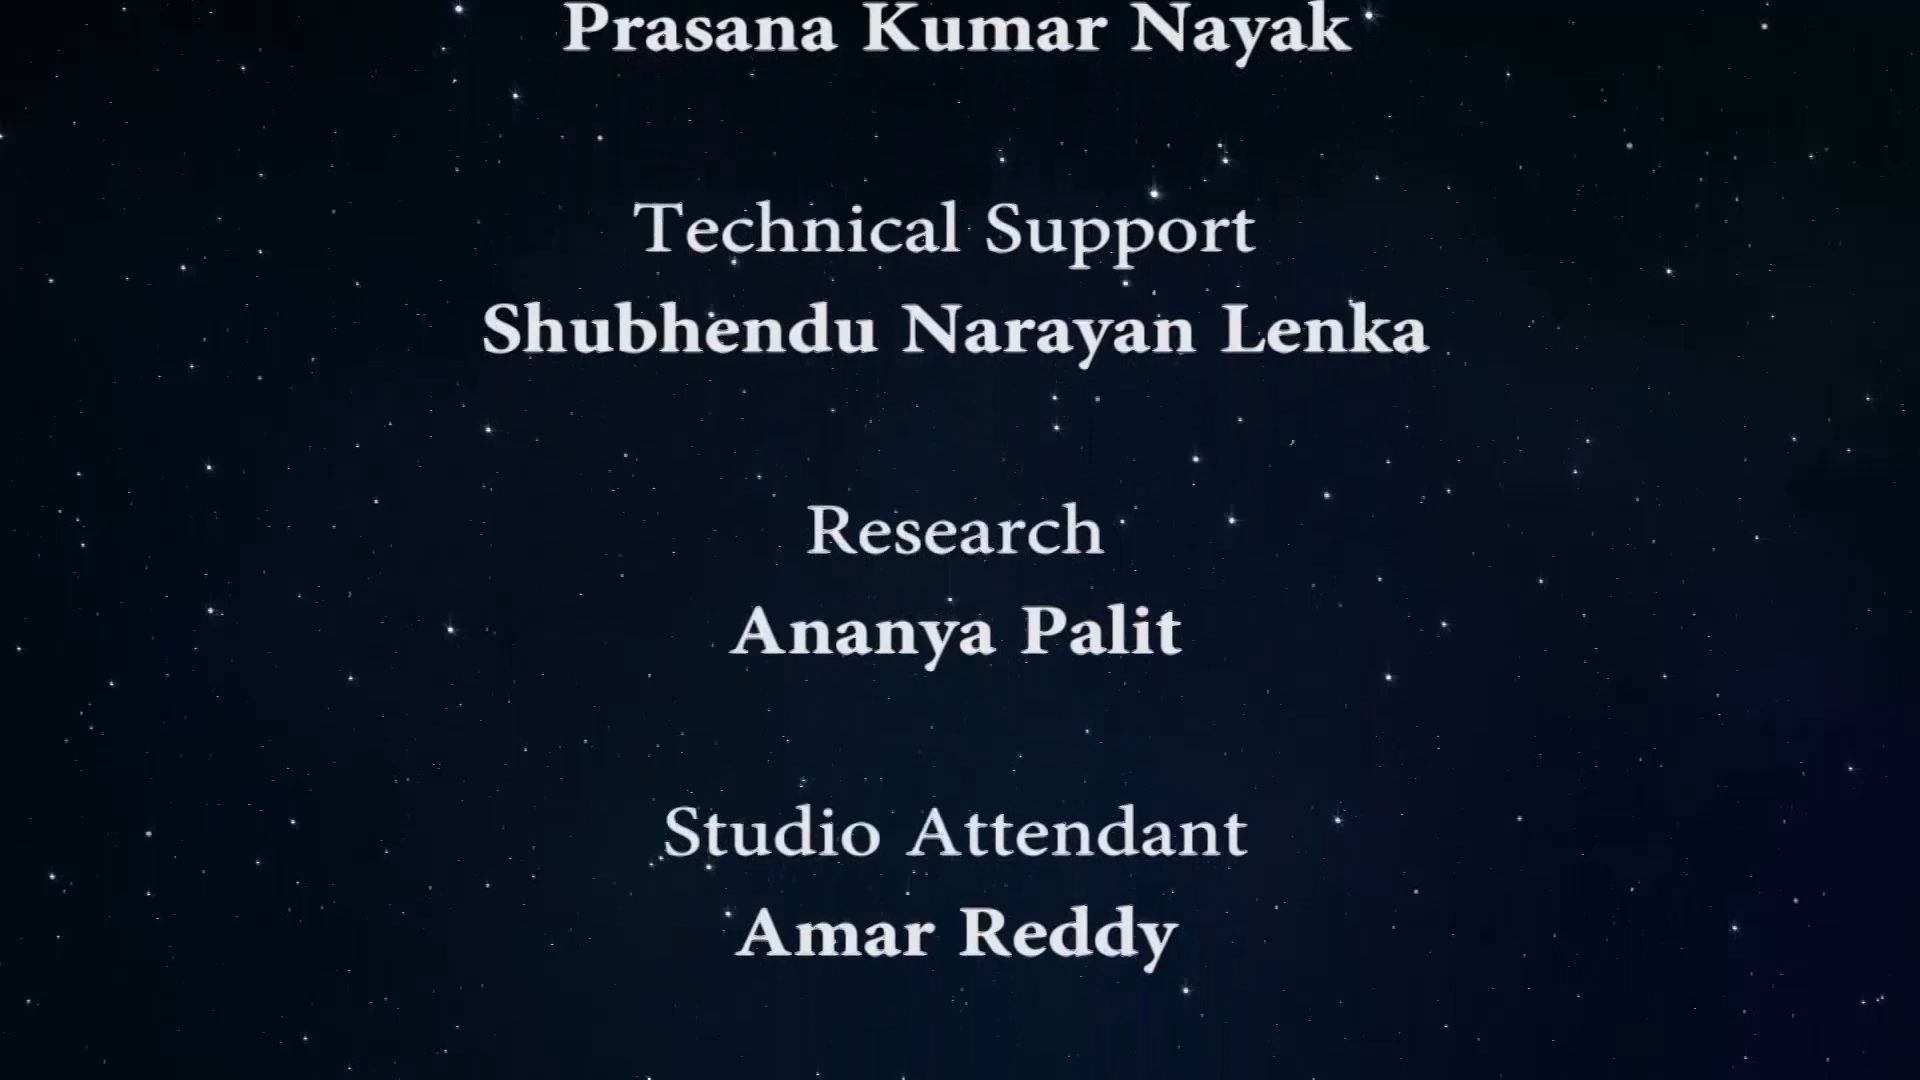 Prasana Kumar Nayak
Technical Support
Shubhendu Narayan Lenka
Research
Ananya Palit
Studio Attendant
Amar Reddy